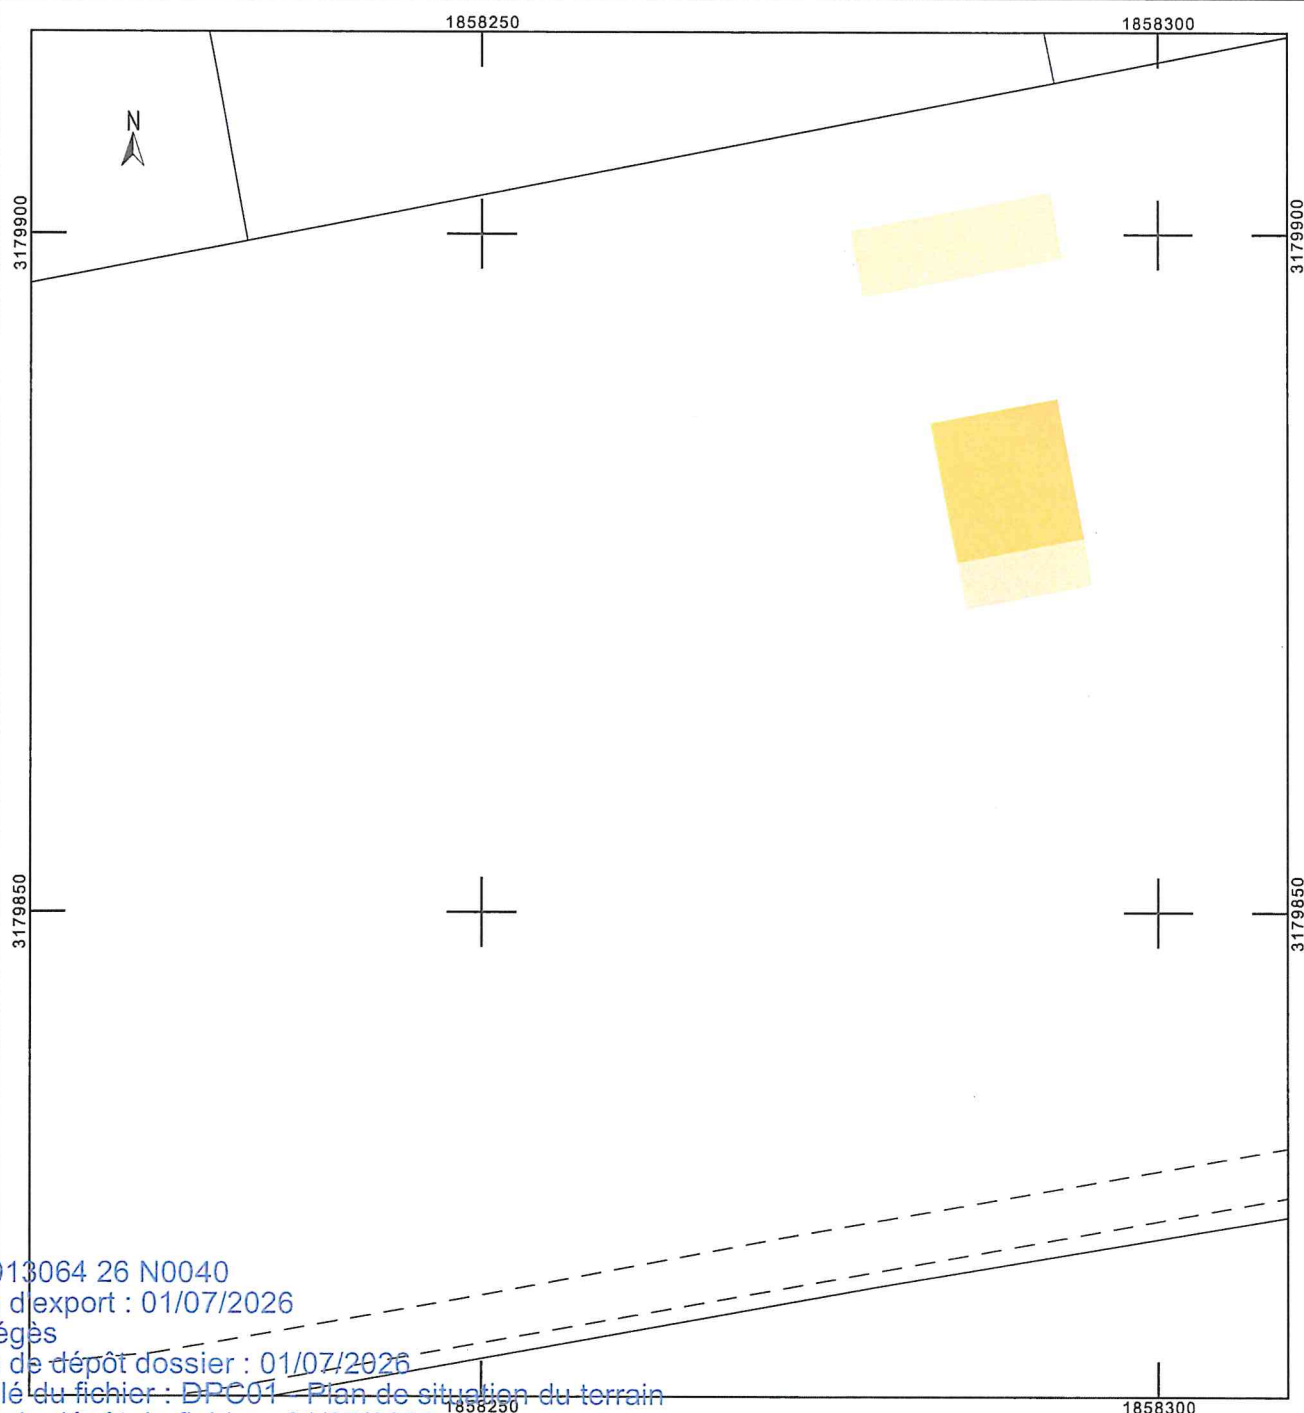 1858250
1858300
N
3179900
3179900
3179850
3179850
013064 26 N0040
d'export : 01/07/2026
égès
de dépôt dossier : 01/07/2026
lé du fichier : DPC01 - Plan de situation du terrain
1858250
1858300